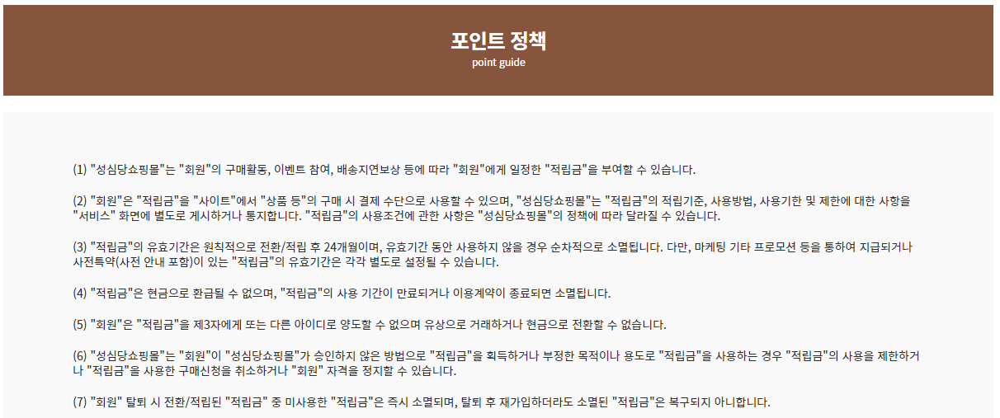 포인트 정책
point guide
(1) "성심당쇼핑몰"는 "회원"의 구매활동, 이벤트 참여, 배송지연보상 등에 따라 "회원"에게 일정한 "적립금"을 부여할 수 있습니다.
(2) "회원"은 "적립금"을 "사이트"에서 "상품 등"의 구매 시 결제 수단으로 사용할 수 있으며, "성심당쇼핑몰"는 "적립금"의 적립기준, 사용방법, 사용기한 및 제한에 대한 사항을
"서비스" 화면에 별도로 게시하거나 통지합니다. "적립금"의 사용조건에 관한 사항은 "성심당쇼핑몰"의 정책에 따라 달라질 수 있습니다.
(3) "적립금"의 유효기간은 원칙적으로 전환/적립 후 24개월이며, 유효기간 동안 사용하지 않을 경우 순차적으로 소멸됩니다. 다만, 마케팅 기타 프로모션 등을 통하여 지급되거나
사전특약(사전 안내 포함)이 있는 "적립금"의 유효기간은 각각 별도로 설정될 수 있습니다.
(4) "적립금"은 현금으로 환급될 수 없으며, "적립금"의 사용 기간이 만료되거나 이용계약이 종료되면 소멸됩니다.
(5) "회원"은 "적립금"을 제3자에게 또는 다른 아이디로 양도할 수 없으며 유상으로 거래하거나 현금으로 전환할 수 없습니다.
(6) "성심당쇼핑몰"는 "회원"이 "성심당쇼핑몰"가 승인하지 않은 방법으로 "적립금"을 획득하거나 부정한 목적이나 용도로 "적립금"을 사용하는 경우 "적립금"의 사용을 제한하거
나 "적립금"을 사용한 구매신청을 취소하거나 "회원" 자격을 정지할 수 있습니다.
(7) "회원" 탈퇴 시 전환/적립된 "적립금" 중 미사용한 "적립금"은 즉시 소멸되며, 탈퇴 후 재가입하더라도 소멸된 "적립금"은 복구되지 아니합니다.